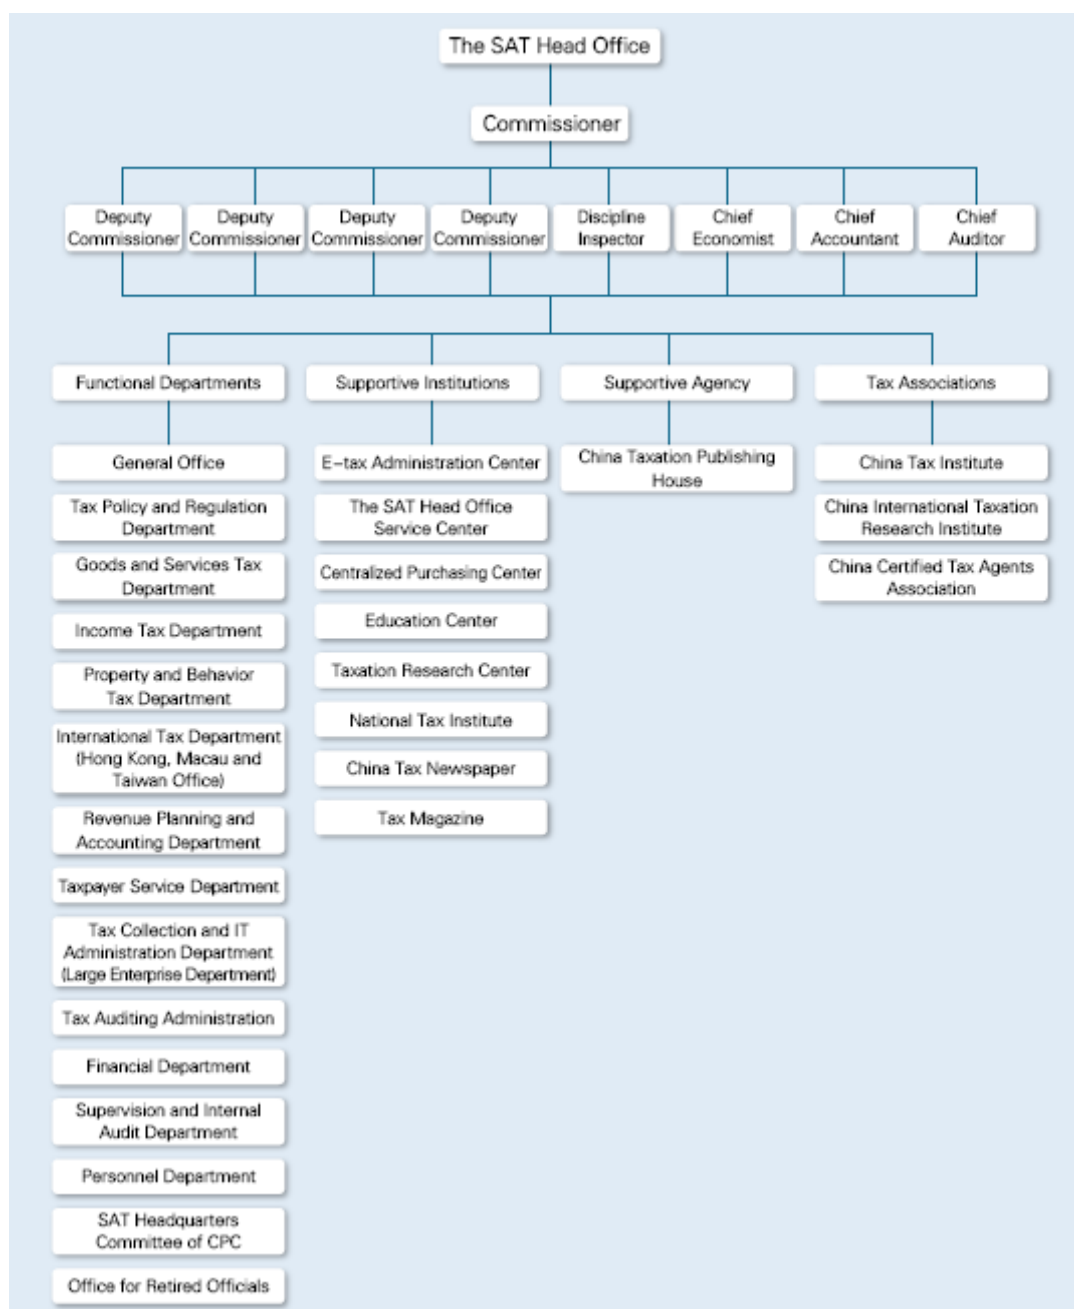 The SAT Head Office
Commissioner
Deputy
Commissioner
Deputy
Commissioner
Deputy
Commissioner
Deputy
Commissioner
Discipline
Inspector
Chief
Economist
Chief
Accountant
Chief
Auditor
Functional Departments
General Office
Tax Policy and Regulation
Department
Goods and Services Tax
Department
Income Tax Department
Property and Behavior
Tax Department
International Tax Department
(Hong Kong, Macau and
Taiwan Office)
Revenue Planning and
Accounting Department
Taxpayer Service Department
Tax Collection and IT
Administration Department
(Large Enterprise Department)
Tax Auditing Administration
Financial Department
Supervision and Internal
Audit Department
Personnel Department
SAT Headquarters
Committee of CPC
Office for Retired Officials
Supportive Institutions
E-tax Administration Center
The SAT Head Office
Service Center
Centralized Purchasing Center
Education Center
Taxation Research Center
National Tax Institute
China Tax Newspaper
Tax Magazine
Supportive Agency
China Taxation Publishing
House
Tax Associations
China Tax Institute
China International Taxation
Research Institute
China Certified Tax Agents
Association